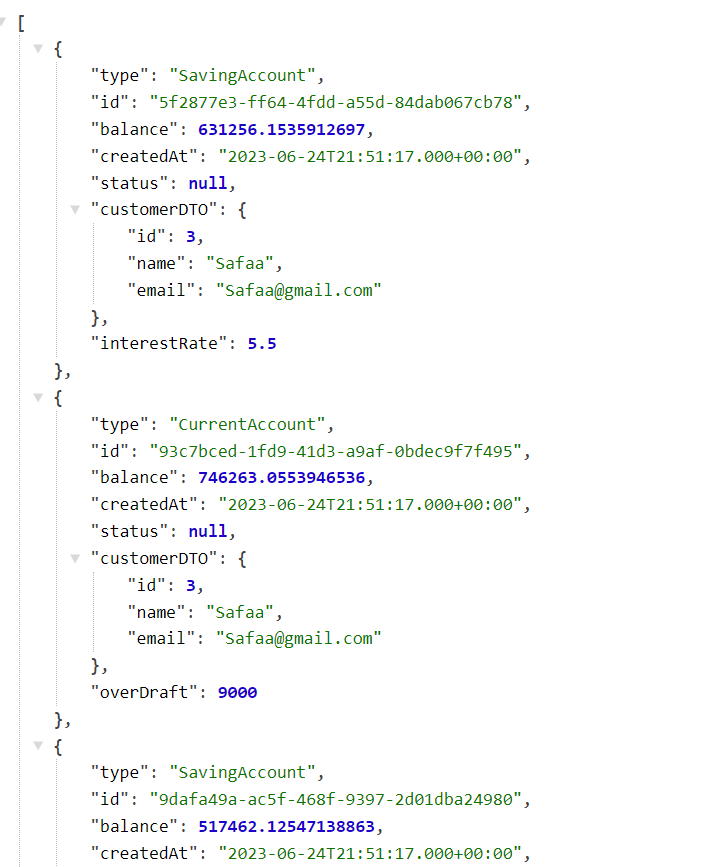 [
{
"type": "SavingAccount",
"id": "5f2877e3-ff64-4fdd-a55d-84dab067cb78",
"balance": 631256.1535912697,
"createdAt": "2023-06-24T21:51:17.000+00:00",
"status": null,
"customerDTO": {
"id": 3,
"name": "Safaa",
"email": "Safaa@gmail.com"
},
"interestRate": 5.5
},
{
"type": "CurrentAccount",
"id": "93c7bced-1fd9-41d3-a9af-0bdec9f7f495",
"balance": 746263.0553946536,
"createdAt": "2023-06-24T21:51:17.000+00:00",
"status": null,
"customerDTO": {
"id": 3,
"name": "Safaa",
"email": "Safaa@gmail.com"
},
"overDraft": 9000
},
{
"type": "SavingAccount",
"id": "9dafa49a-ac5f-468f-9397-2d01dba24980",
"balance": 517462.12547138863,
"createdAt": "2023-06-24T21:51:17.000+00:00",